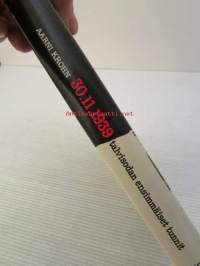 AARNI KROHN
30.11.1939
talvisodan ensimmäiset tunnit